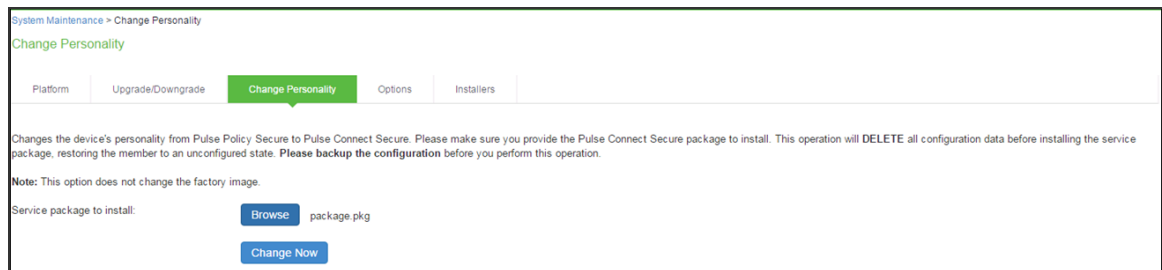 System Maintenance > Change Personality
Change Personality
Platform Upgrade/Downgrade Change Personality Options Installers
Changes the device's personality from Pulse Policy Secure to Pulse Connect Secure. Please make sure you provide the Pulse Connect Secure package to install. This operation will DELETE all configuration data before installing the service
package, restoring the member to an unconfigured state. Please backup the configuration before you perform this operation.
Note: This option does not change the factory image.
Service package to install: Browse package.pkg
Change Now